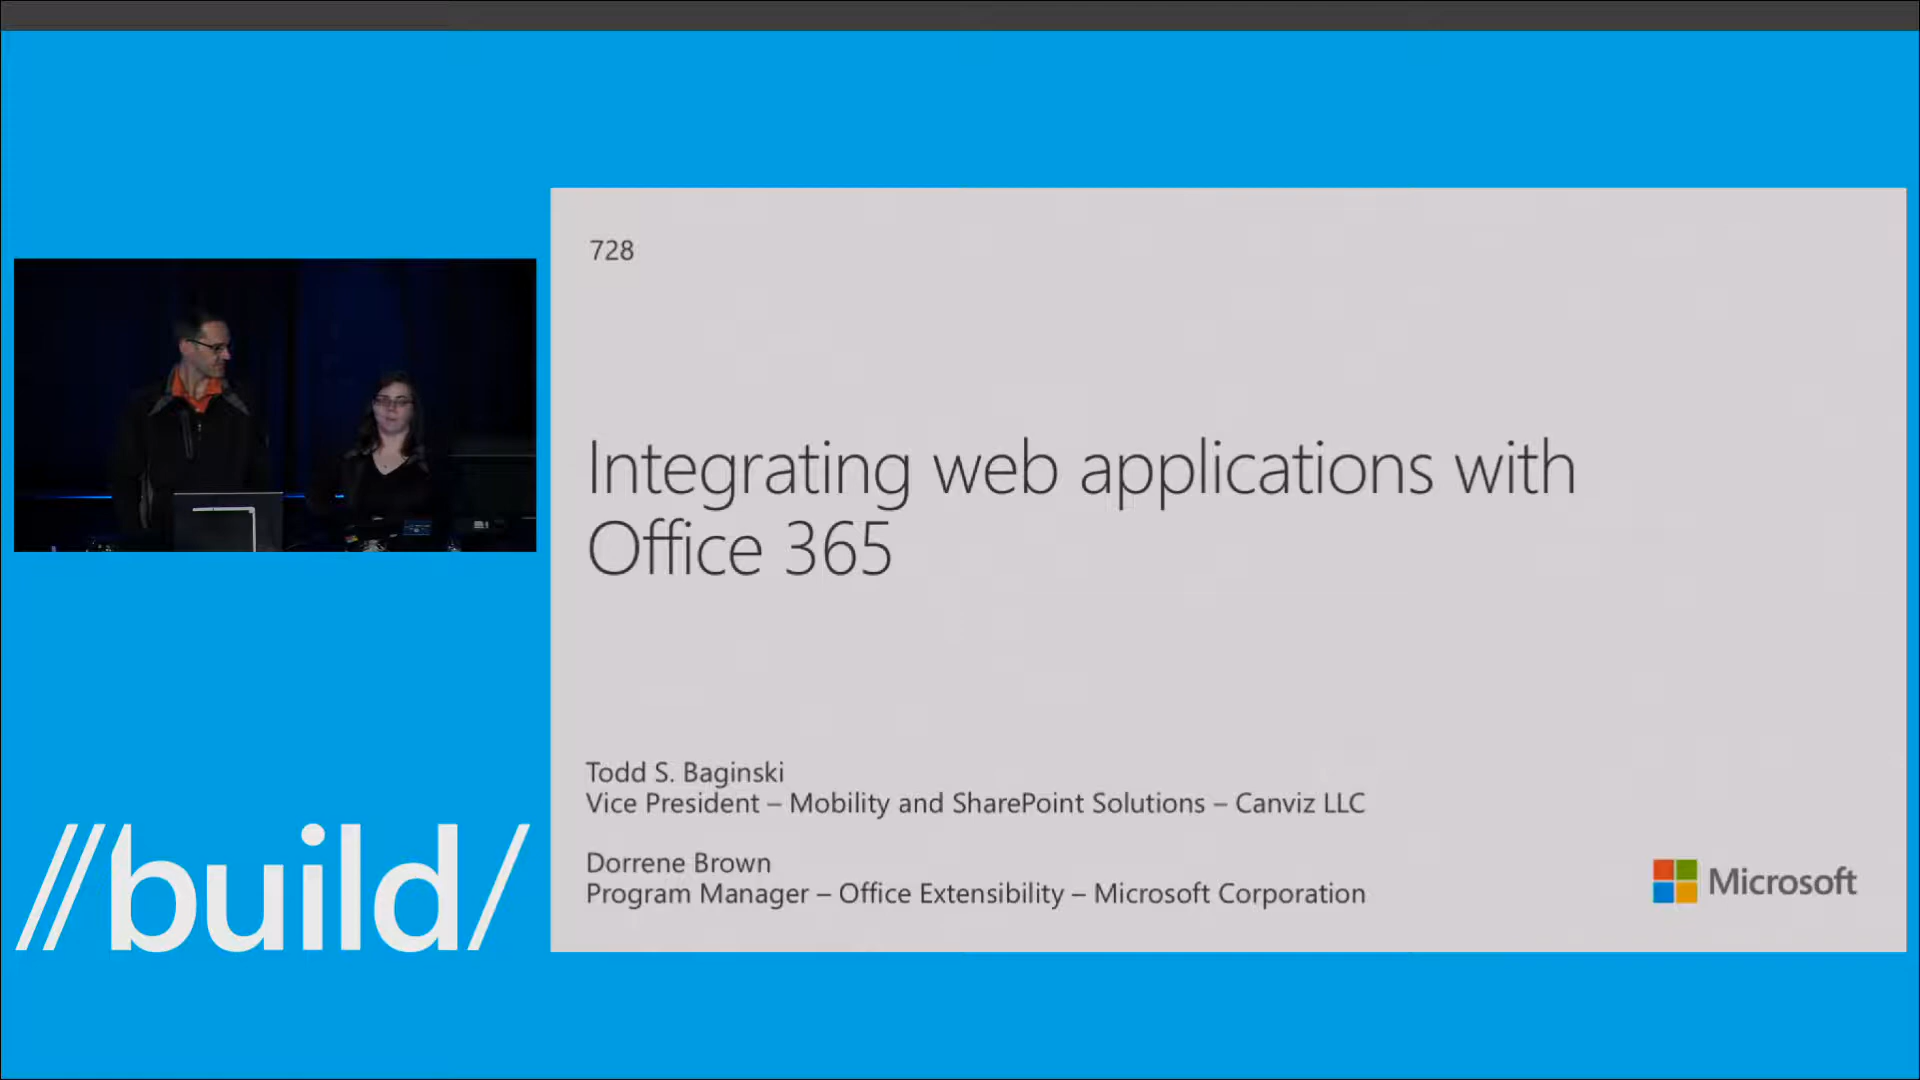 728
Integrating web applications with
Office 365
Todd S. Baginski
Vice President – Mobility and SharePoint Solutions – Canviz LLC
Dorrene Brown
Program Manager – Office Extensibility – Microsoft Corporation
Microsoft
//build/